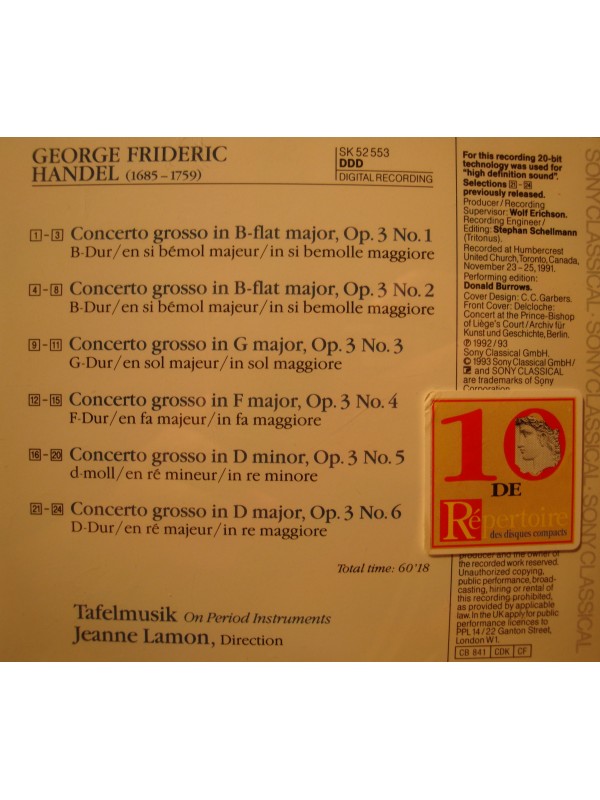 GEORGE FRIDERIC
HANDEL (1685–1759)
SK 52 553
DDD
DIGITAL RECORDING
1 - 3 Concerto grosso in B-flat major, Op. 3 No. 1
B-Dur/en si bémol majeur/in si bemolle maggiore
4 - 8 Concerto grosso in B-flat major, Op. 3 No. 2
B-Dur/en si bémol majeur/in si bemolle maggiore
9 - 11 Concerto grosso in G major, Op. 3 No. 3
G-Dur/en sol majeur/in sol maggiore
12 - 15 Concerto grosso in F major, Op. 3 No. 4
F-Dur/en fa majeur/in fa maggiore
16 - 20 Concerto grosso in D minor, Op. 3 No. 5
d-moll/en ré mineur/in re minore
21 - 24 Concerto grosso in D major, Op. 3 No. 6
D-Dur/en ré majeur/in re maggiore
Total time: 60'18
Tafelmusik On Period Instruments
Jeanne Lamon, Direction
For this recording 20-bit
technology was used for
"high definition sound".
Selections 21 - 24
previously released.
Producer / Recording
Supervisor: Wolf Erichson.
Recording Engineer /
Editing: Stephan Schellmann
(Tritonus).
Recorded at Humbercrest
United Church, Toronto, Canada,
November 23 – 25, 1991.
Performing edition:
Donald Burrows.
Cover Design: C. C. Garbers.
Front Cover: Delcloche:
Concert at the Prince-Bishop
of Liège's Court / Archiv für
Kunst und Geschichte, Berlin.
℗ 1992 / 93
Sony Classical GmbH.
© 1993 Sony Classical GmbH /
and SONY CLASSICAL
are trademarks of Sony
Corporation
10
DE
Répertoire
des disques compacts
producer and the owner of
the recorded work reserved.
Unauthorized copying,
public performance, broad-
casting, hiring or rental of
this recording prohibited,
as provided by applicable
law. In the UK apply for public
performance licences to
PPL 14 / 22 Ganton Street,
London W1.
CB 841 CDK CF
SONYCLASSICAL · SONYCLASSICAL · SONYCLASSICAL